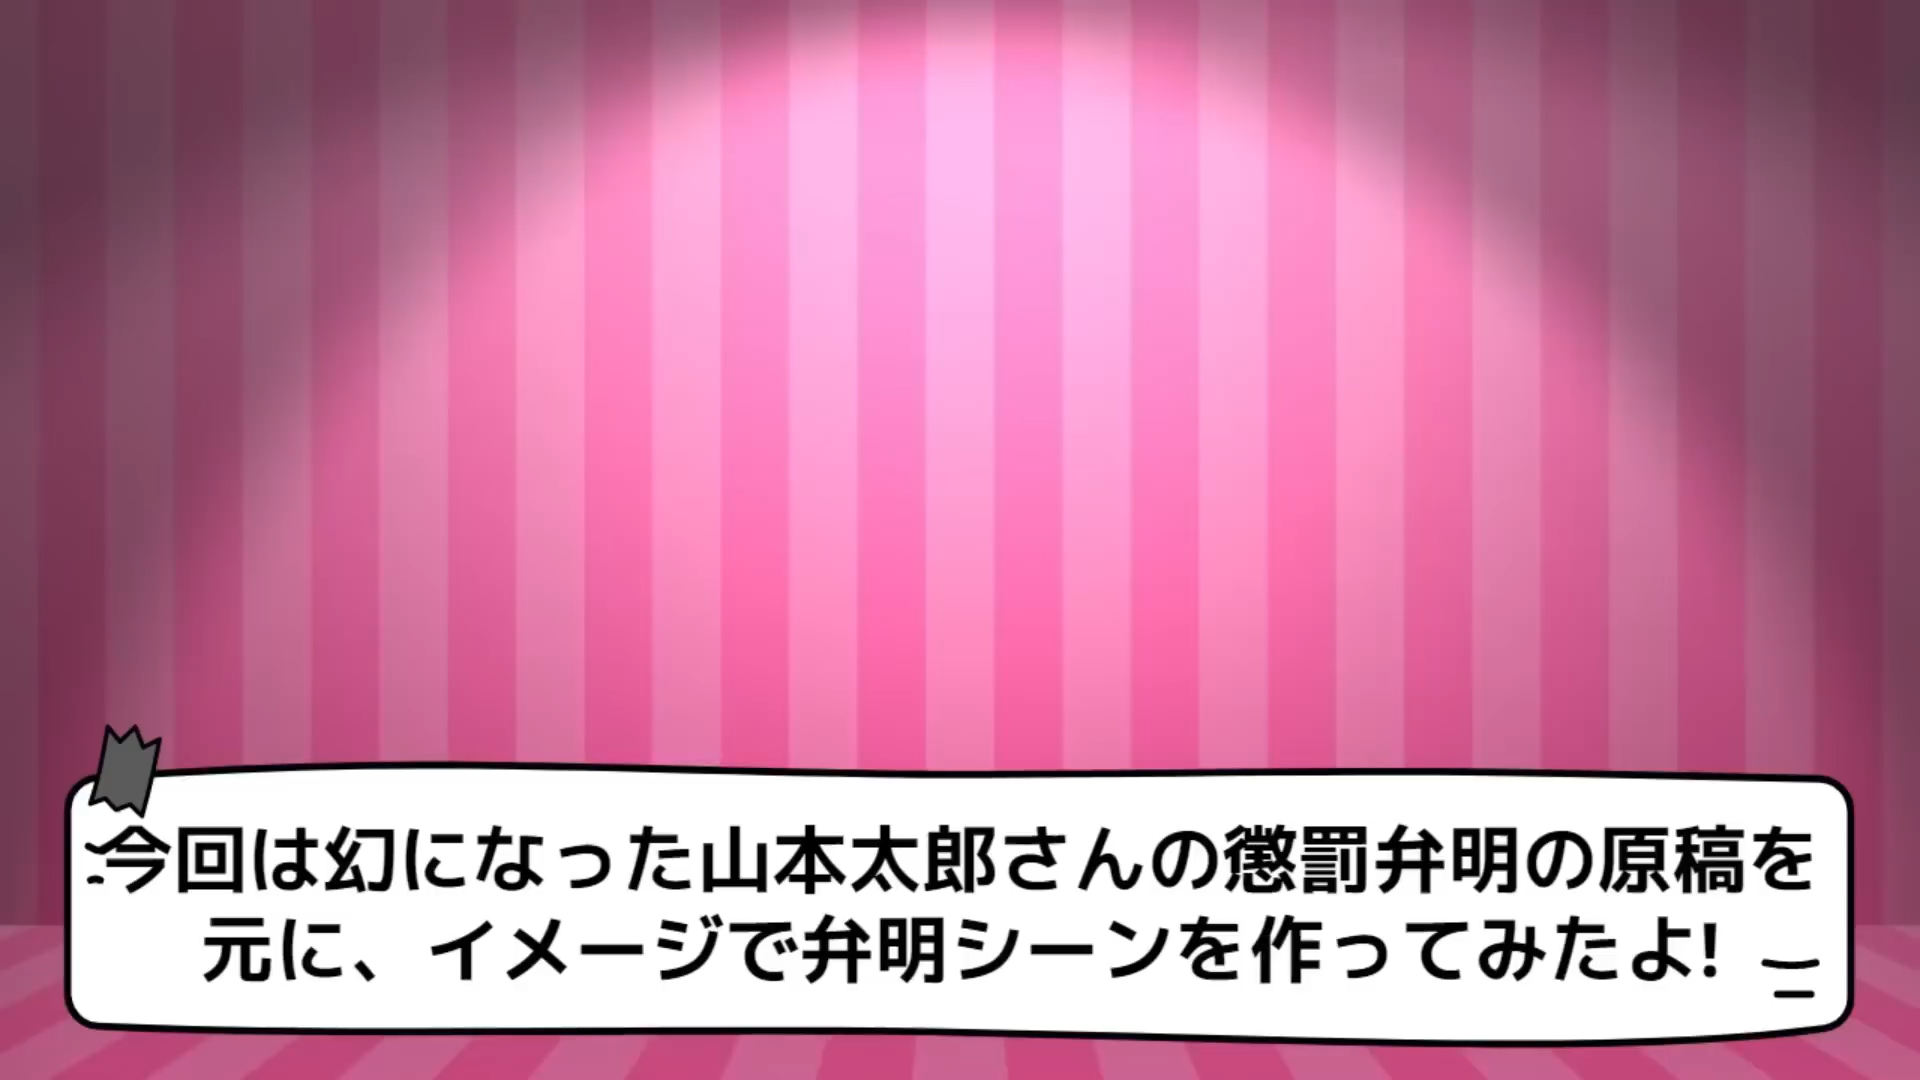 今回は幻になった山本太郎さんの懲罰弁明の原稿を
元に、イメージで弁明シーンを作ってみたよ!